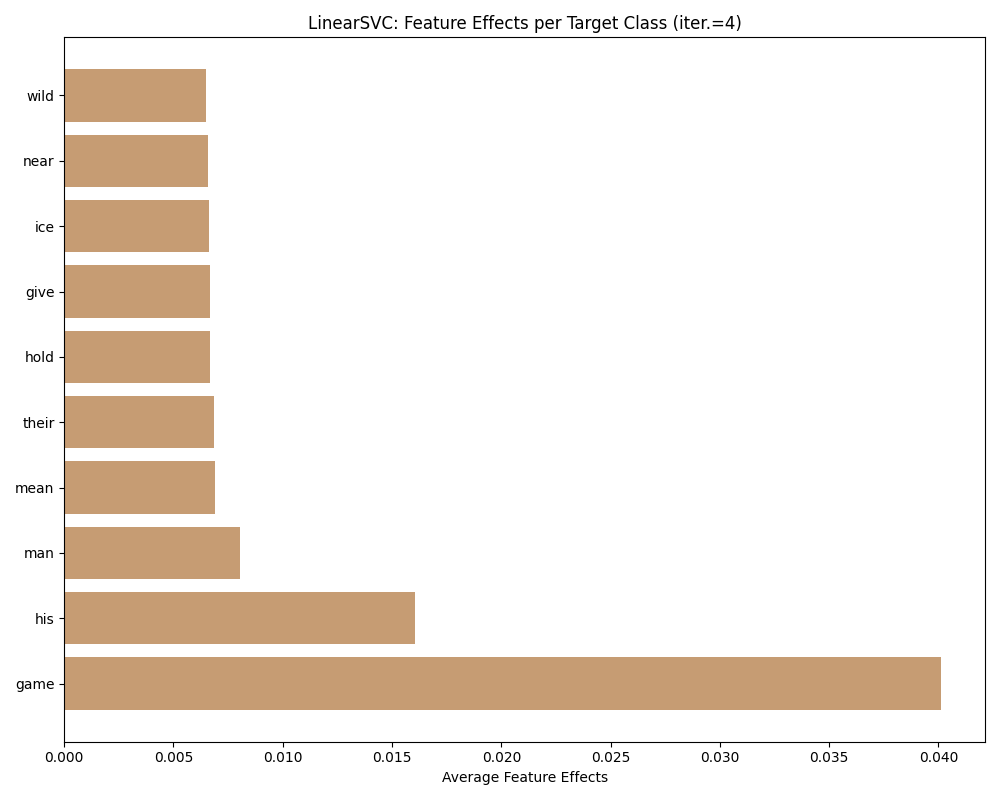 LinearSVC: Feature Effects per Target Class (iter.=4)
wild
near
ice
give
hold
their
mean
man
his
game
0.000 0.005 0.010 0.015 0.020 0.025 0.030 0.035 0.040
Average Feature Effects